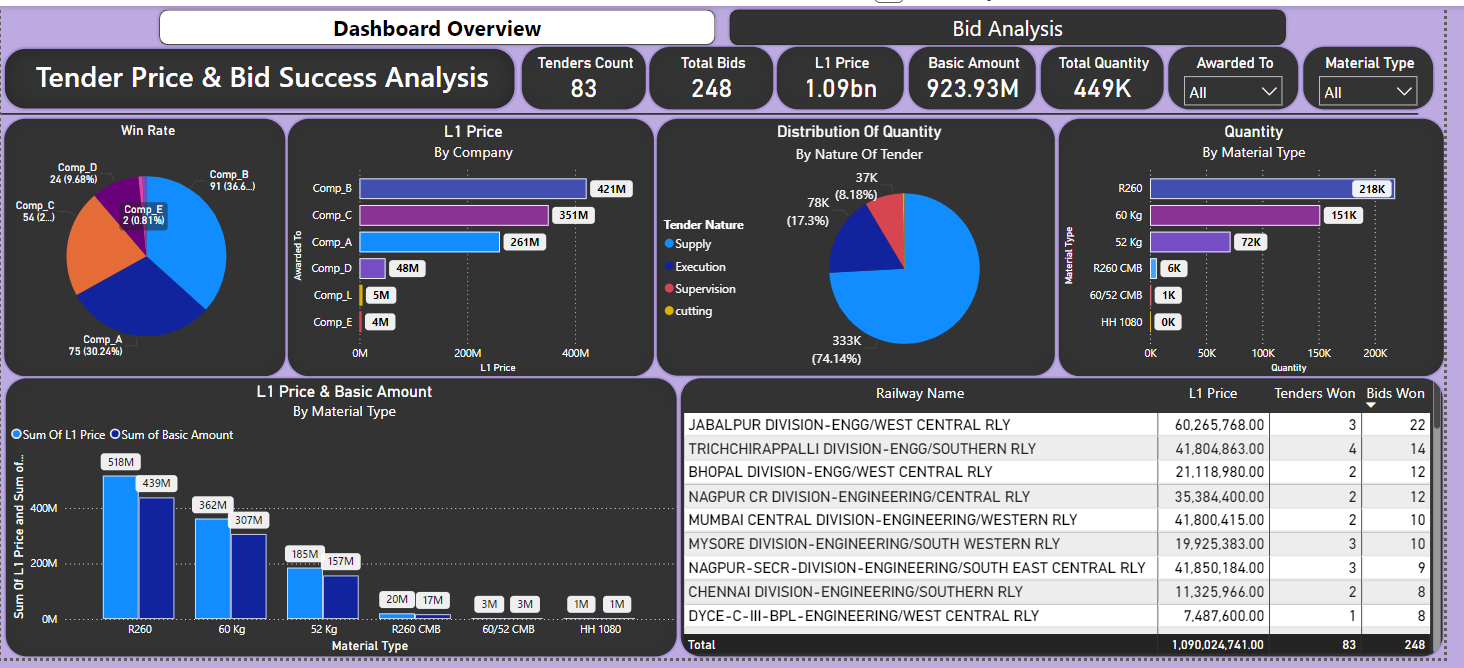 Dashboard Overview
Bid Analysis
Tender Price & Bid Success Analysis
Tenders Count
83
Total Bids
248
L1 Price
1.09bn
Basic Amount
923.93M
Total Quantity
449K
Awarded To
All
Material Type
All
Win Rate
Comp_B
91 (36.6...)
Comp_A
75 (30.24%)
Comp_C
54 (2...)
Comp_D
24 (9.68%)
Comp_E
2 (0.81%)
L1 Price
By Company
Awarded To
Comp_B 421M
Comp_C 351M
Comp_A 261M
Comp_D 48M
Comp_L 5M
Comp_E 4M
0M 200M 400M
L1 Price
Distribution Of Quantity
By Nature Of Tender
Tender Nature
Supply
Execution
Supervision
cutting
37K
(8.18%)
78K
(17.3%)
333K
(74.14%)
Quantity
By Material Type
Material Type
R260 218K
60 Kg 151K
52 Kg 72K
R260 CMB 6K
60/52 CMB 1K
HH 1080 0K
0K 50K 100K 150K 200K
Quantity
L1 Price & Basic Amount
By Material Type
Sum Of L1 Price Sum of Basic Amount
Sum Of L1 Price and Sum of...
400M
200M
0M
518M 439M
362M 307M
185M 157M
20M 17M
3M 3M
1M 1M
R260 60 Kg 52 Kg R260 CMB 60/52 CMB HH 1080
Material Type
Railway Name L1 Price Tenders Won Bids Won
JABALPUR DIVISION-ENGG/WEST CENTRAL RLY 60,265,768.00 3 22
TRICHCHIRAPPALLI DIVISION-ENGG/SOUTHERN RLY 41,804,863.00 4 14
BHOPAL DIVISION-ENGG/WEST CENTRAL RLY 21,118,980.00 2 12
NAGPUR CR DIVISION-ENGINEERING/CENTRAL RLY 35,384,400.00 2 12
MUMBAI CENTRAL DIVISION-ENGINEERING/WESTERN RLY 41,800,415.00 2 10
MYSORE DIVISION-ENGINEERING/SOUTH WESTERN RLY 19,925,383.00 3 10
NAGPUR-SECR-DIVISION-ENGINEERING/SOUTH EAST CENTRAL RLY 41,850,184.00 3 9
CHENNAI DIVISION-ENGINEERING/SOUTHERN RLY 11,325,966.00 2 8
DYCE-C-III-BPL-ENGINEERING/WEST CENTRAL RLY 7,487,600.00 1 8
Total 1,090,024,741.00 83 248